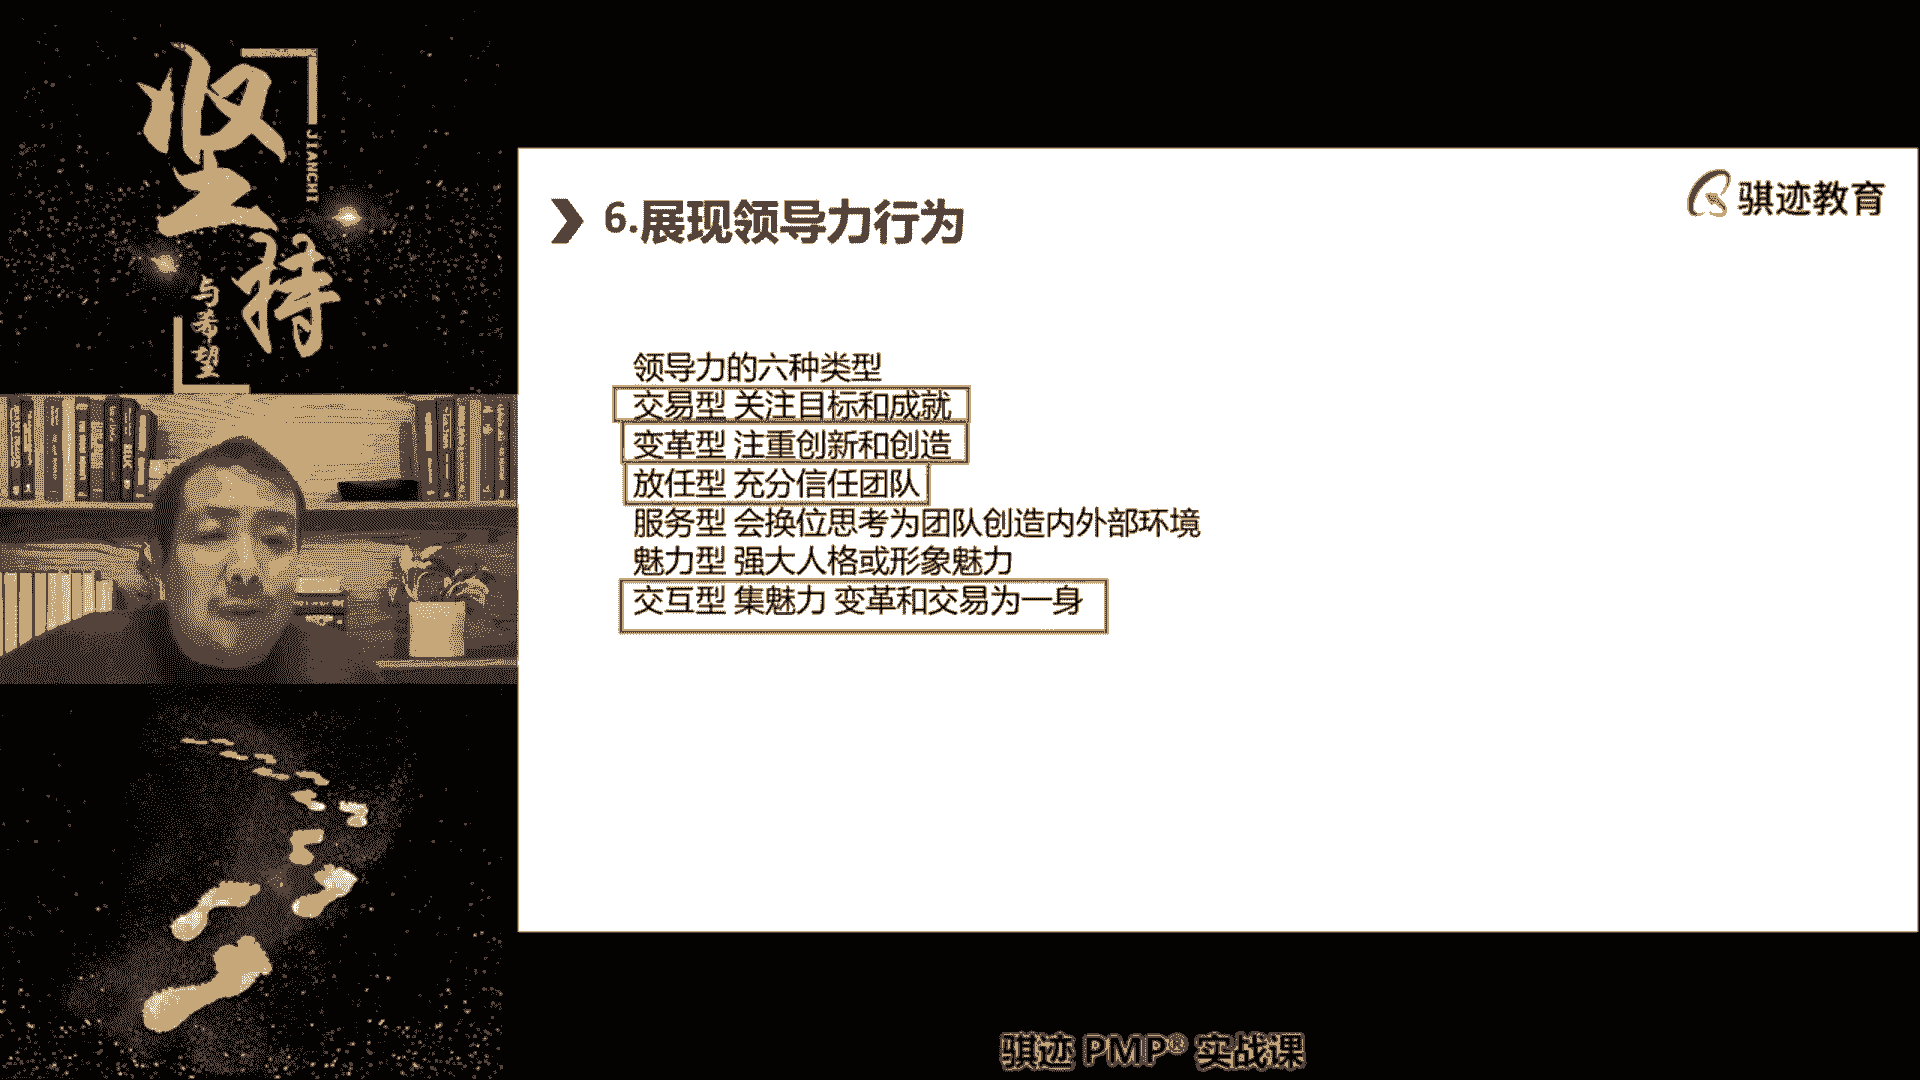 坚持
JIANCHI
与希望
骐迹教育
6.展现领导力行为
领导力的六种类型
交易型 关注目标和成就
变革型 注重创新和创造
放任型 充分信任团队
服务型 会换位思考为团队创造内外部环境
魅力型 强大人格或形象魅力
交互型 集魅力 变革和交易为一身
骐迹 PMP® 实战课